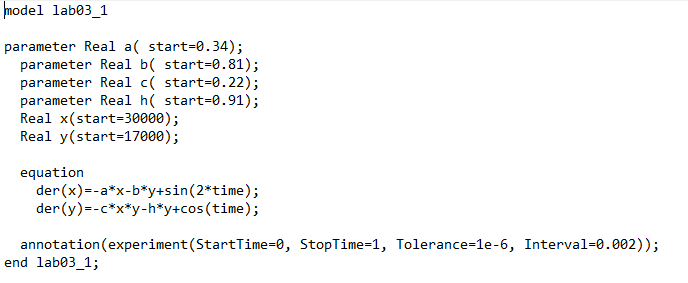 model lab03_1
parameter Real a( start=0.34);
parameter Real b( start=0.81);
parameter Real c( start=0.22);
parameter Real h( start=0.91);
Real x(start=30000);
Real y(start=17000);
equation
der(x)=-a*x-b*y+sin(2*time);
der(y)=-c*x*y-h*y+cos(time);
annotation(experiment(StartTime=0, StopTime=1, Tolerance=1e-6, Interval=0.002));
end lab03_1;